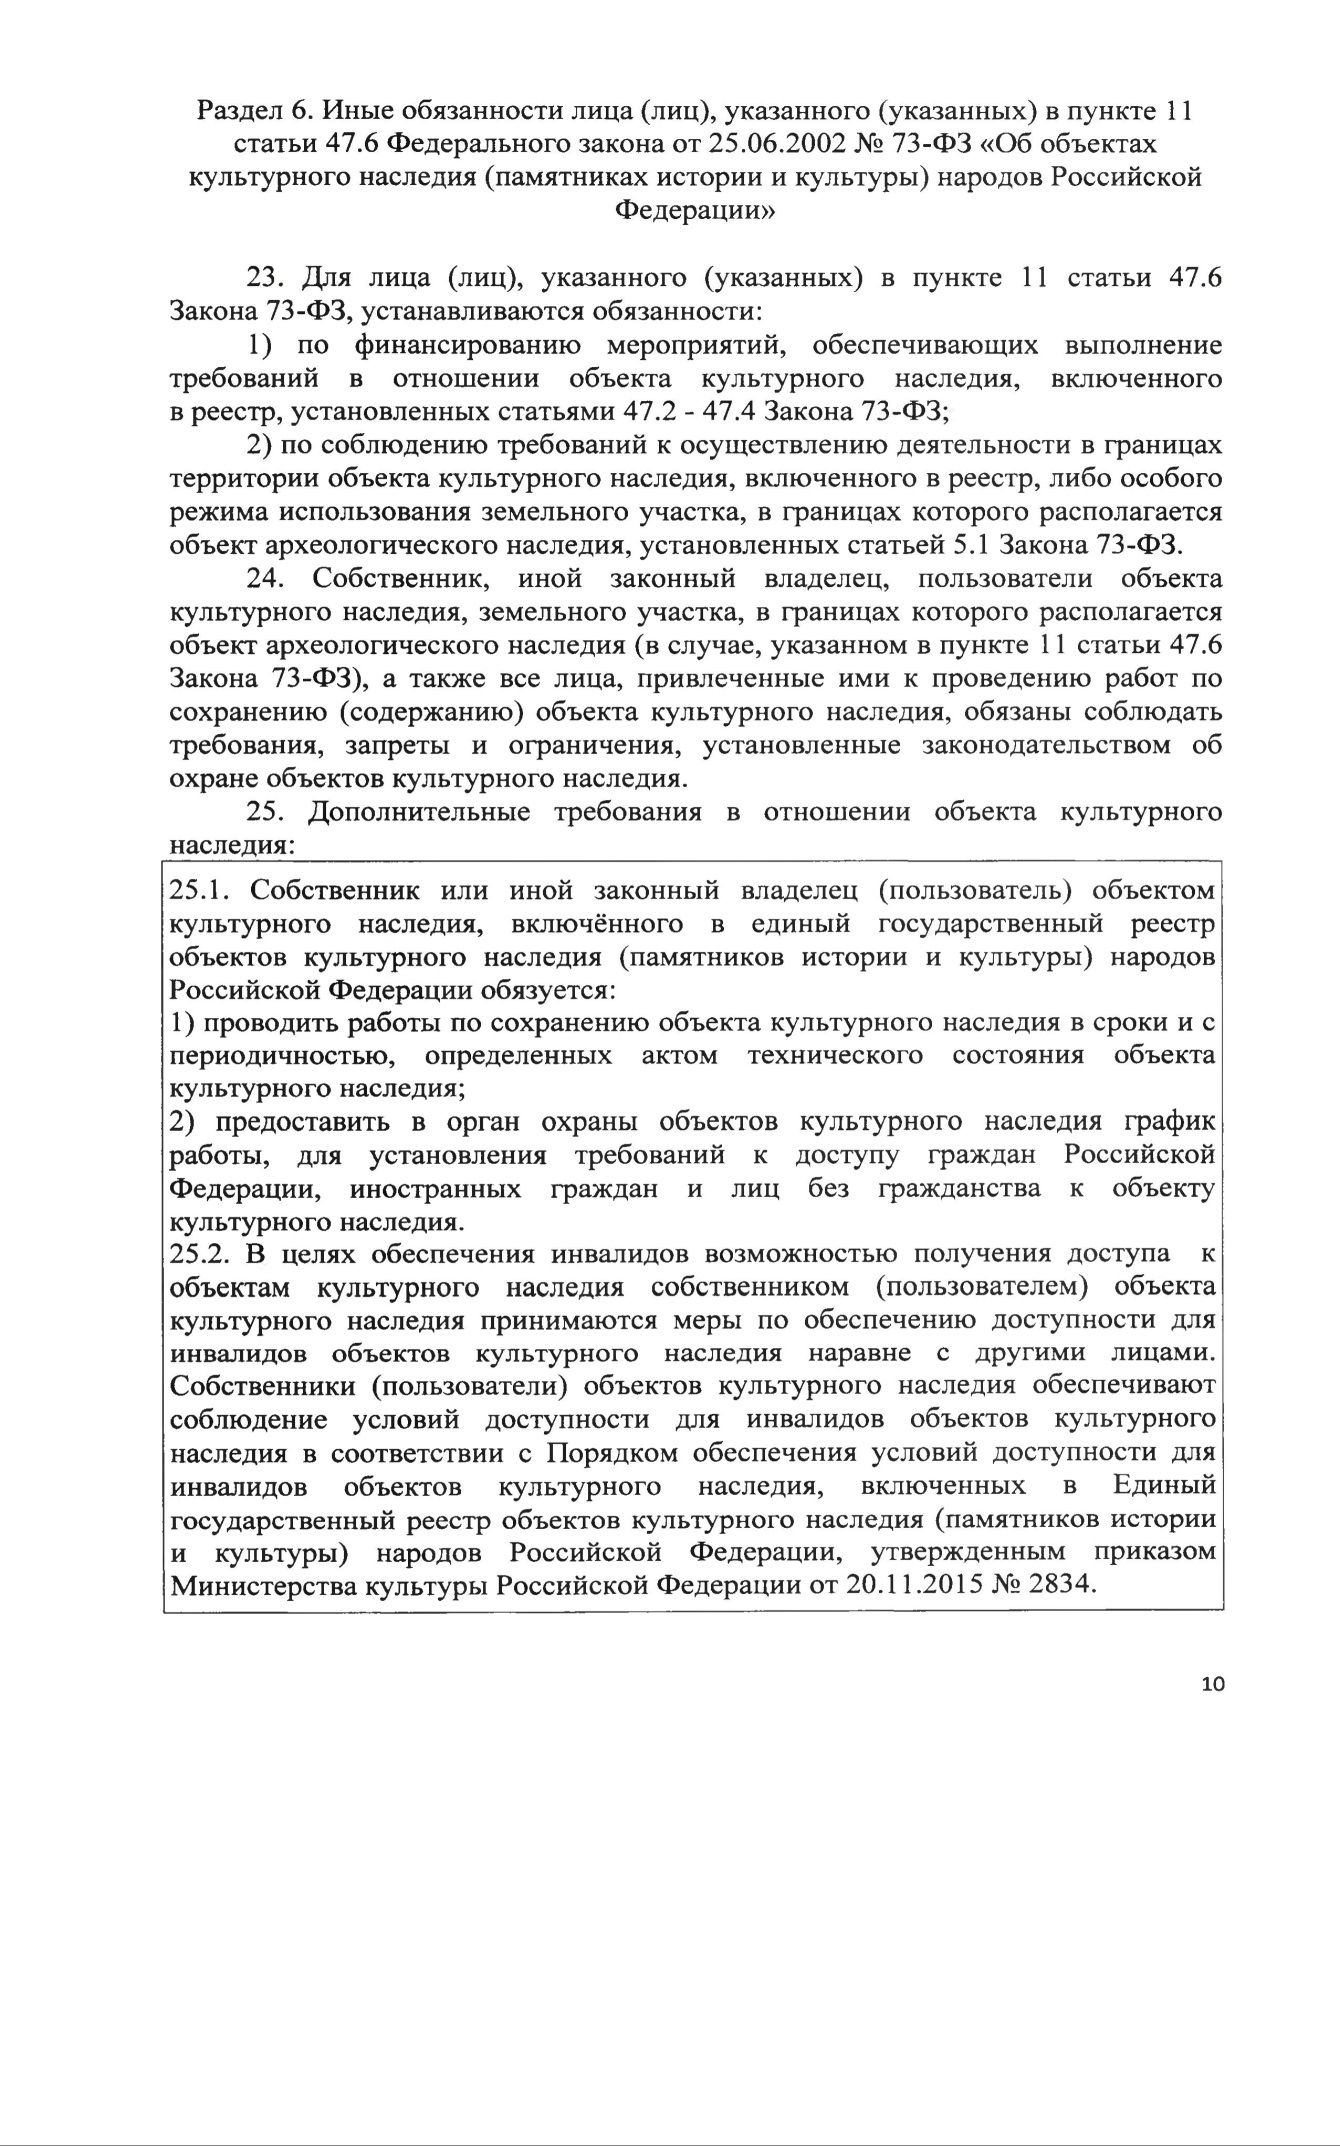 Раздел 6. Иные обязанности лица (лиц), указанного (указанных) в пункте 11
статьи 47.6 Федерального закона от 25.06.2002 № 73-ФЗ «Об объектах
культурного наследия (памятниках истории и культуры) народов Российской
Федерации»
23. Для лица (лиц), указанного (указанных) в пункте 11 статьи 47.6
Закона 73-ФЗ, устанавливаются обязанности:
1) по финансированию мероприятий, обеспечивающих выполнение
требований в отношении объекта культурного наследия, включенного
в реестр, установленных статьями 47.2 - 47.4 Закона 73-ФЗ;
2) по соблюдению требований к осуществлению деятельности в границах
территории объекта культурного наследия, включенного в реестр, либо особого
режима использования земельного участка, в границах которого располагается
объект археологического наследия, установленных статьей 5.1 Закона 73-ФЗ.
24. Собственник, иной законный владелец, пользователи объекта
культурного наследия, земельного участка, в границах которого располагается
объект археологического наследия (в случае, указанном в пункте 11 статьи 47.6
Закона 73-ФЗ), а также все лица, привлеченные ими к проведению работ по
сохранению (содержанию) объекта культурного наследия, обязаны соблюдать
требования, запреты и ограничения, установленные законодательством об
охране объектов культурного наследия.
25. Дополнительные требования в отношении объекта культурного
наследия:
25.1. Собственник или иной законный владелец (пользователь) объектом
культурного наследия, включённого в единый государственный реестр
объектов культурного наследия (памятников истории и культуры) народов
Российской Федерации обязуется:
1) проводить работы по сохранению объекта культурного наследия в сроки и с
периодичностью, определенных актом технического состояния объекта
культурного наследия;
2) предоставить в орган охраны объектов культурного наследия график
работы, для установления требований к доступу граждан Российской
Федерации, иностранных граждан и лиц без гражданства к объекту
культурного наследия.
25.2. В целях обеспечения инвалидов возможностью получения доступа к
объектам культурного наследия собственником (пользователем) объекта
культурного наследия принимаются меры по обеспечению доступности для
инвалидов объектов культурного наследия наравне с другими лицами.
Собственники (пользователи) объектов культурного наследия обеспечивают
соблюдение условий доступности для инвалидов объектов культурного
наследия в соответствии с Порядком обеспечения условий доступности для
инвалидов объектов культурного наследия, включенных в Единый
государственный реестр объектов культурного наследия (памятников истории
и культуры) народов Российской Федерации, утвержденным приказом
Министерства культуры Российской Федерации от 20.11.2015 № 2834.
10